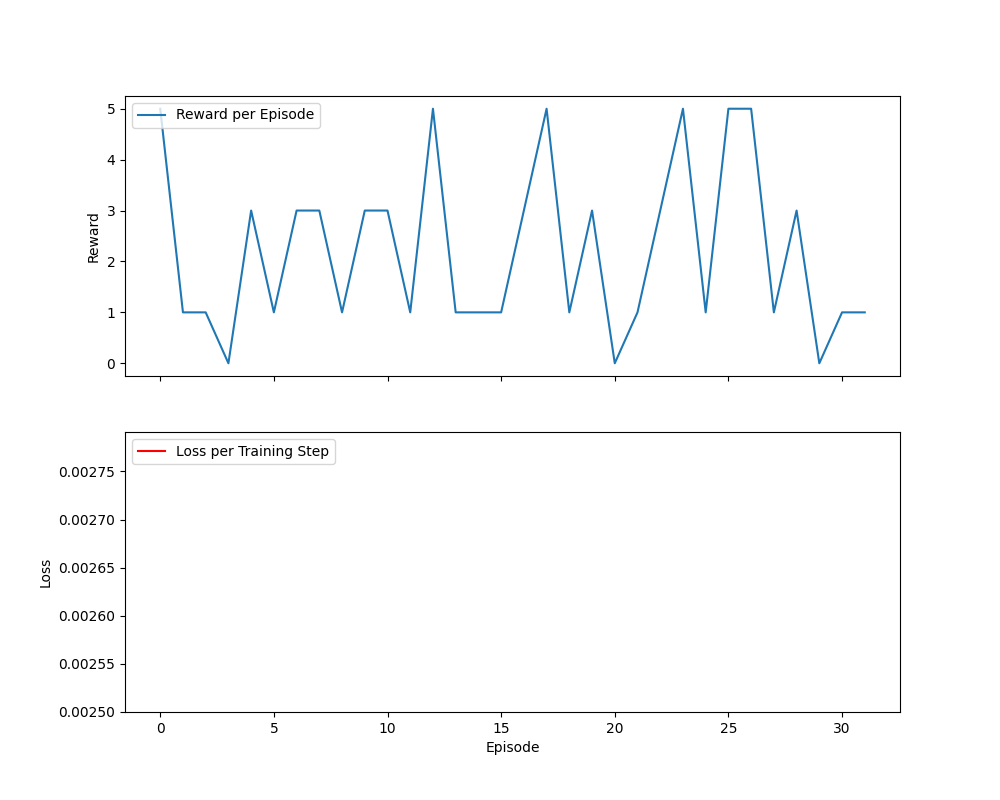 Reward per Episode
5
4
3
2
1
0
Reward
Loss per Training Step
0.00275
0.00270
0.00265
0.00260
0.00255
0.00250
Loss
0 5 10 15 20 25 30
Episode